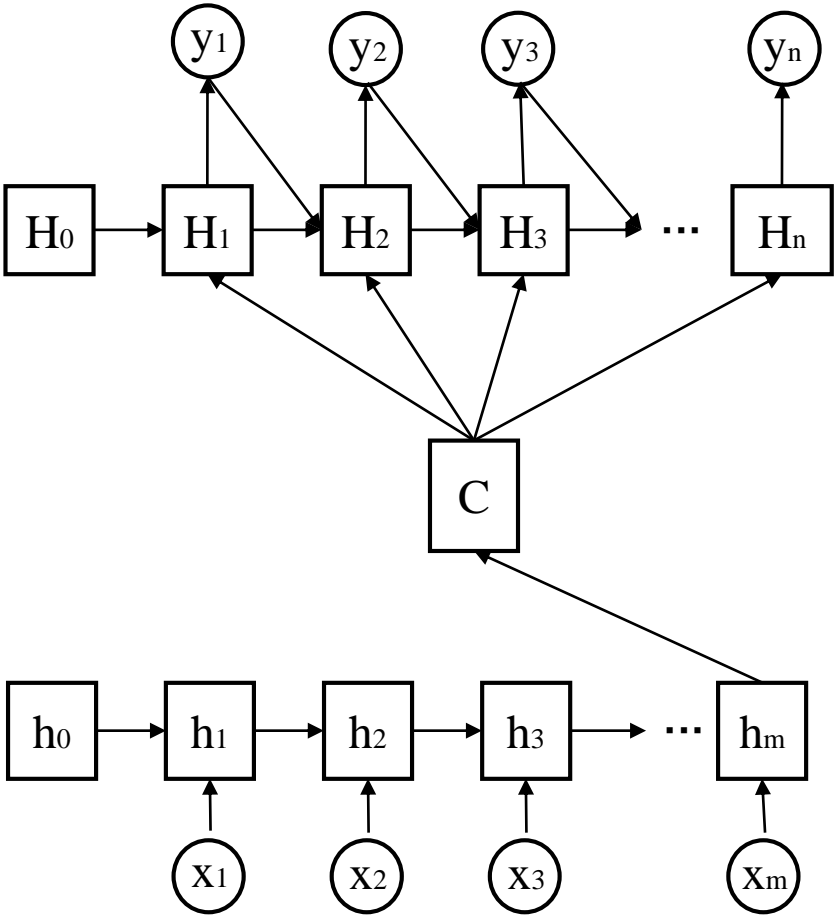 y1 y2 y3 yn
H0 H1 H2 H3 ... Hn
C
h0 h1 h2 h3 ... hm
x1 x2 x3 xm